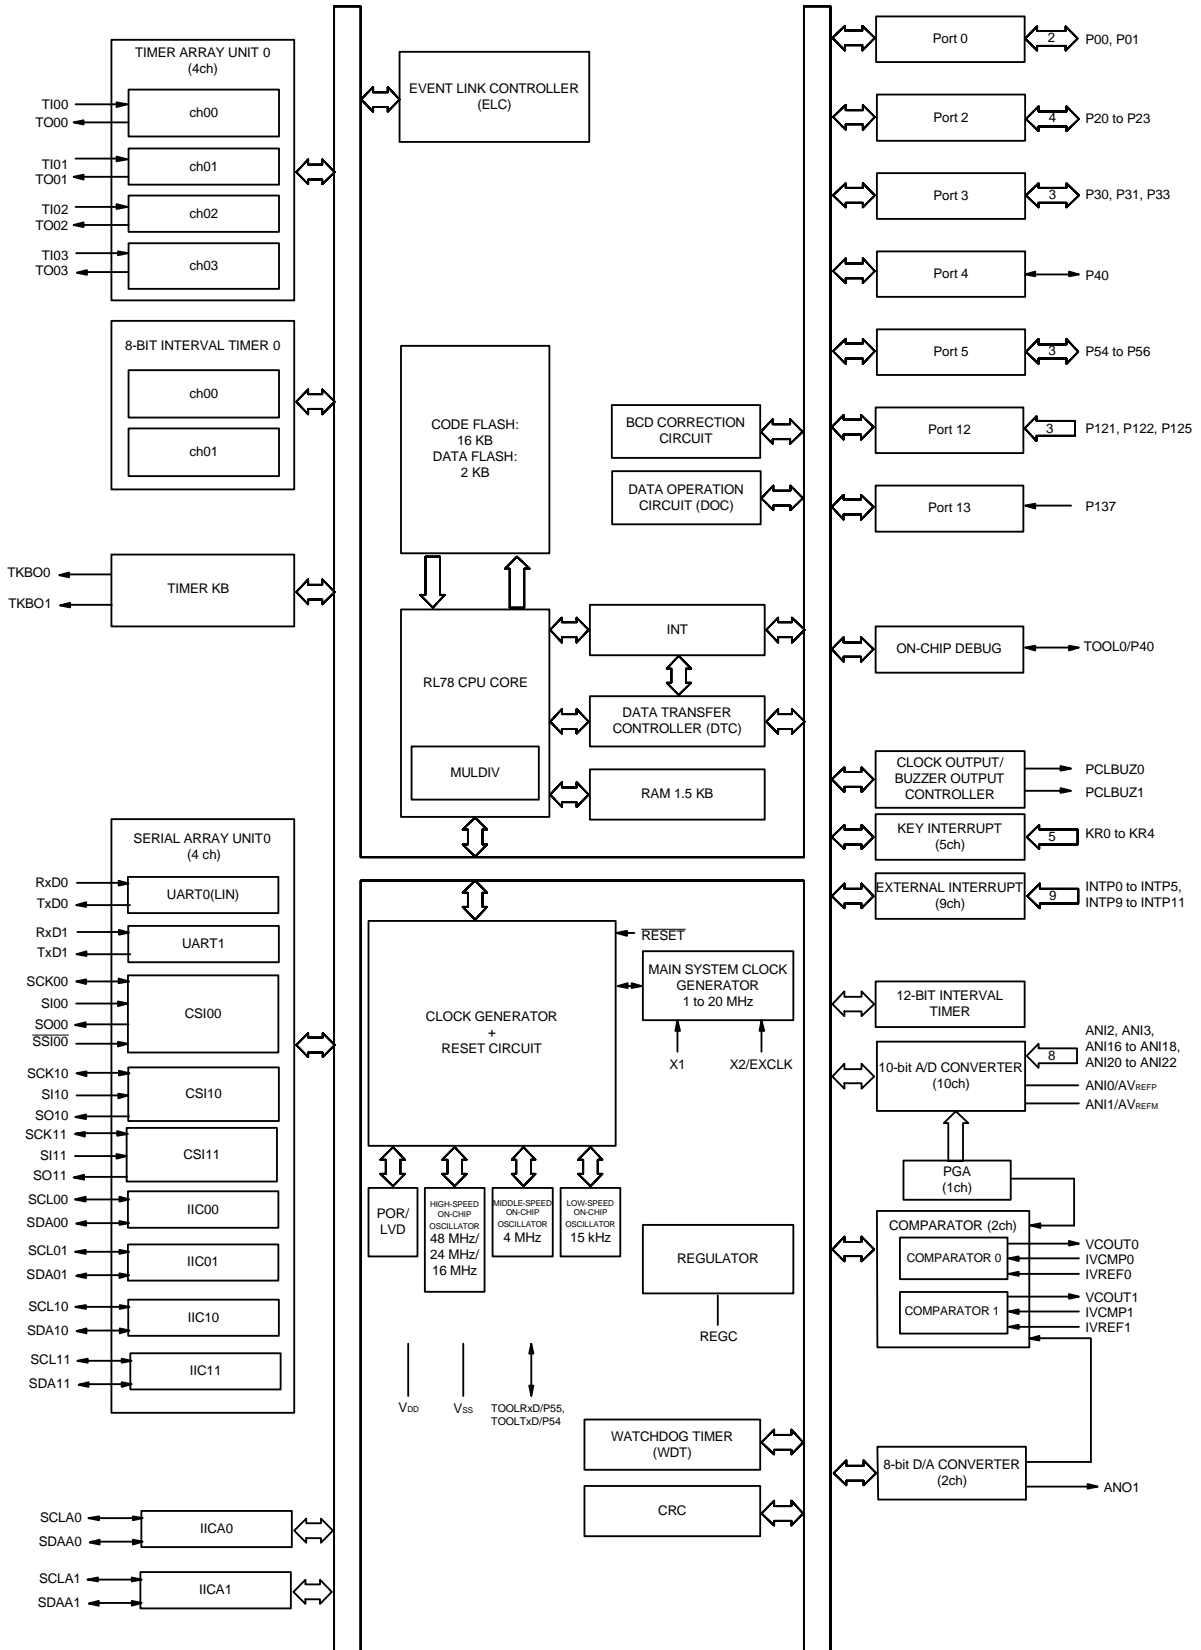 TIMER ARRAY UNIT 0
(4ch)
TI00
TO00
ch00
TI01
TO01
ch01
TI02
TO02
ch02
TI03
TO03
ch03
8-BIT INTERVAL TIMER 0
ch00
ch01
TKBO0
TKBO1
TIMER KB
SERIAL ARRAY UNIT0
(4 ch)
RxD0
TxD0
UART0(LIN)
RxD1
TxD1
UART1
SCK00
SI00
SO00
SSI00
CSI00
SCK10
SI10
SO10
CSI10
SCK11
SI11
SO11
CSI11
SCL00
SDA00
IIC00
SCL01
SDA01
IIC01
SCL10
SDA10
IIC10
SCL11
SDA11
IIC11
SCLA0
SDAA0
IICA0
SCLA1
SDAA1
IICA1
EVENT LINK CONTROLLER
(ELC)
CODE FLASH:
16 KB
DATA FLASH:
2 KB
BCD CORRECTION
CIRCUIT
DATA OPERATION
CIRCUIT (DOC)
RL78 CPU CORE
MULDIV
INT
DATA TRANSFER
CONTROLLER (DTC)
RAM 1.5 KB
CLOCK GENERATOR
+
RESET CIRCUIT
RESET
MAIN SYSTEM CLOCK
GENERATOR
1 to 20 MHz
X1
X2/EXCLK
POR/
LVD
HIGH-SPEED
ON-CHIP
OSCILLATOR
48 MHz/
24 MHz/
16 MHz
MIDDLE-SPEED
ON-CHIP
OSCILLATOR
4 MHz
LOW-SPEED
ON-CHIP
OSCILLATOR
15 kHz
REGULATOR
REGC
VDD
VSS
TOOLRxD/P55,
TOOLTxD/P54
WATCHDOG TIMER
(WDT)
CRC
Port 0
2
P00, P01
Port 2
4
P20 to P23
Port 3
3
P30, P31, P33
Port 4
P40
Port 5
3
P54 to P56
Port 12
3
P121, P122, P125
Port 13
P137
ON-CHIP DEBUG
TOOL0/P40
CLOCK OUTPUT/
BUZZER OUTPUT
CONTROLLER
PCLBUZ0
PCLBUZ1
KEY INTERRUPT
(5ch)
5
KR0 to KR4
EXTERNAL INTERRUPT
(9ch)
9
INTP0 to INTP5,
INTP9 to INTP11
12-BIT INTERVAL
TIMER
10-bit A/D CONVERTER
(10ch)
8
ANI2, ANI3,
ANI16 to ANI18,
ANI20 to ANI22
ANI0/AVREFP
ANI1/AVREFM
PGA
(1ch)
COMPARATOR (2ch)
COMPARATOR 0
VCOUT0
IVCMP0
IVREF0
COMPARATOR 1
VCOUT1
IVCMP1
IVREF1
8-bit D/A CONVERTER
(2ch)
ANO1